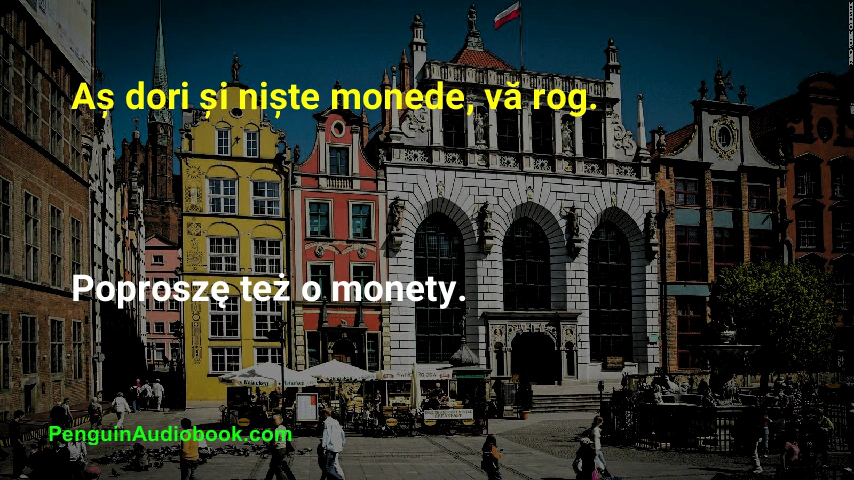 Aș dori și niște monede, vă rog.
Poproszę też o monety.
PenguinAudiobook.com